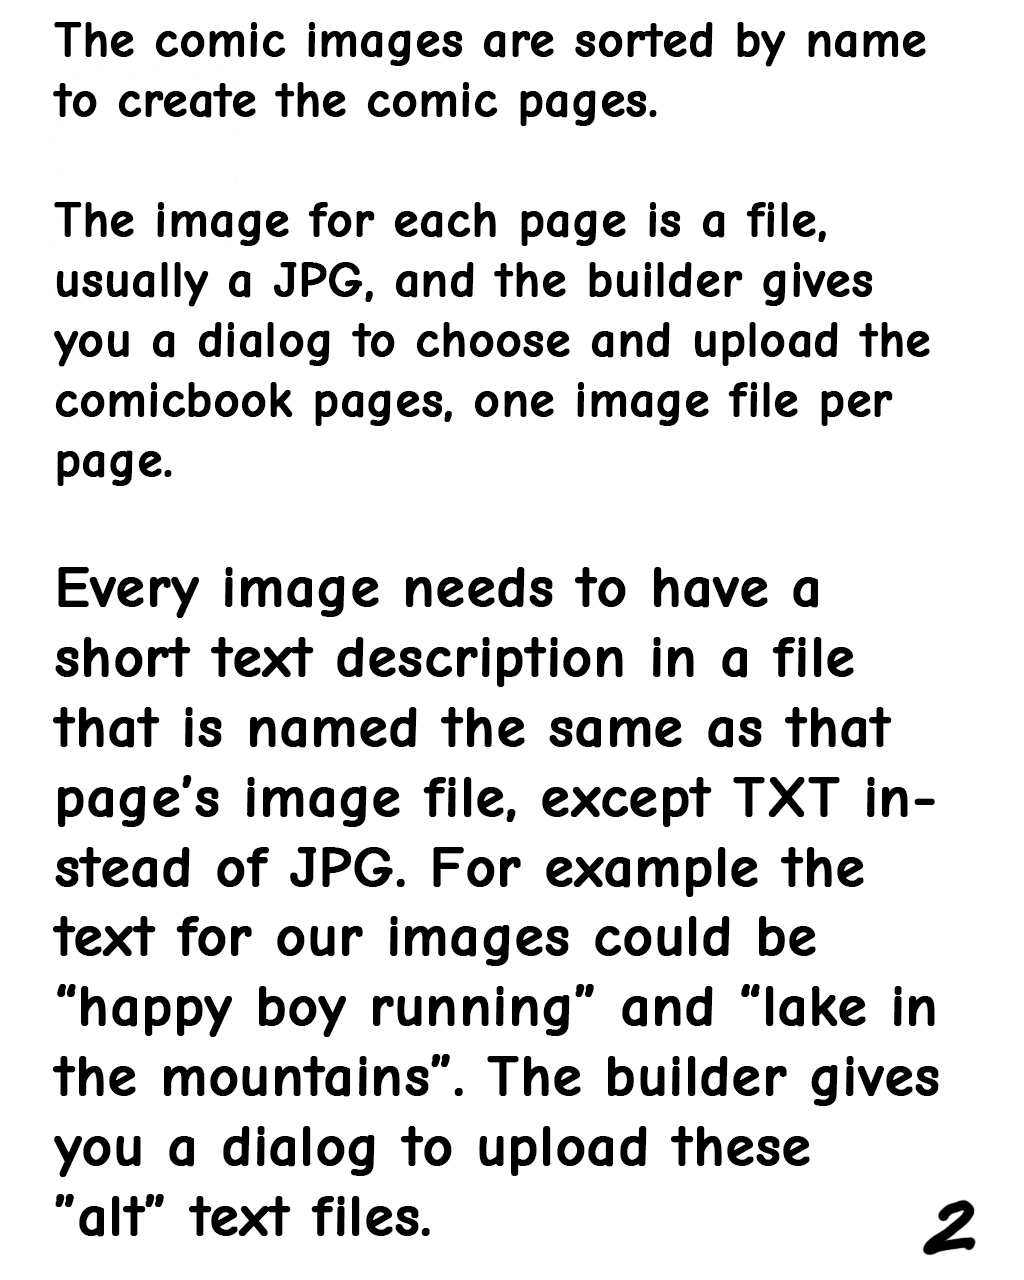 The comic images are sorted by name
to create the comic pages.
The image for each page is a file,
usually a JPG, and the builder gives
you a dialog to choose and upload the
comicbook pages, one image file per
page.
Every image needs to have a
short text description in a file
that is named the same as that
page's image file, except TXT in-
stead of JPG. For example the
text for our images could be
“happy boy running” and “lake in
the mountains”. The builder gives
you a dialog to upload these
”alt” text files.
2